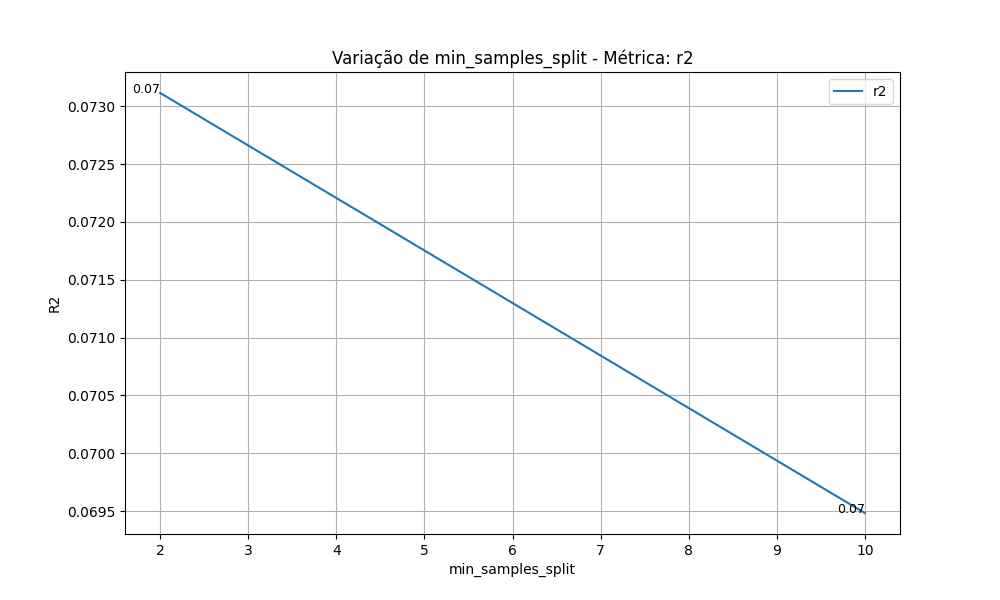 Variação de min_samples_split - Métrica: r2
r2
0.07
0.0730
0.0725
0.0720
0.0715
0.0710
0.0705
0.0700
0.0695
R2
0.07
2 3 4 5 6 7 8 9 10
min_samples_split